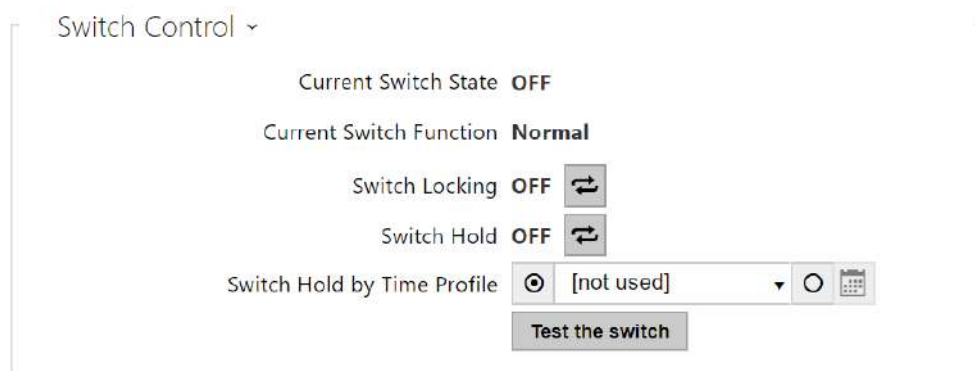 Switch Control
Current Switch State OFF
Current Switch Function Normal
Switch Locking OFF
Switch Hold OFF
Switch Hold by Time Profile [not used]
Test the switch